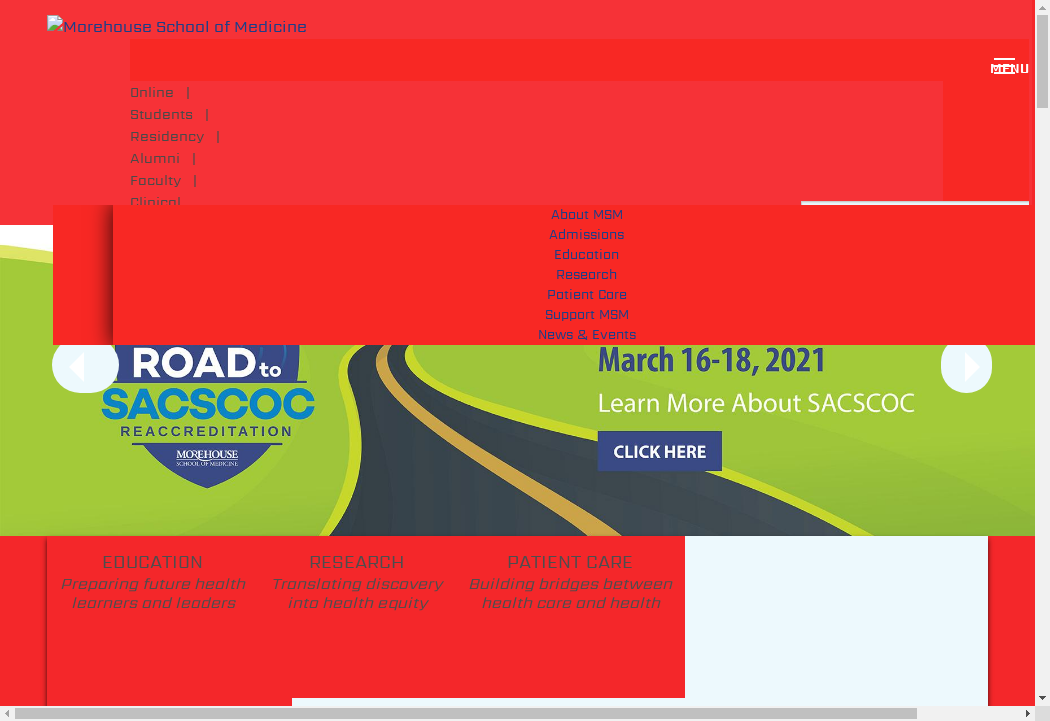 Morehouse School of Medicine
MENU
Online |
Students |
Residency |
Alumni |
Faculty |
Clinical
About MSM
Admissions
Education
Research
Patient Care
Support MSM
News & Events
ROAD to
SACSCOC
REACCREDITATION
MOREHOUSE
SCHOOL OF MEDICINE
March 16-18, 2021
Learn More About SACSCOC
CLICK HERE
EDUCATION
Preparing future health
learners and leaders
RESEARCH
Translating discovery
into health equity
PATIENT CARE
Building bridges between
health care and health